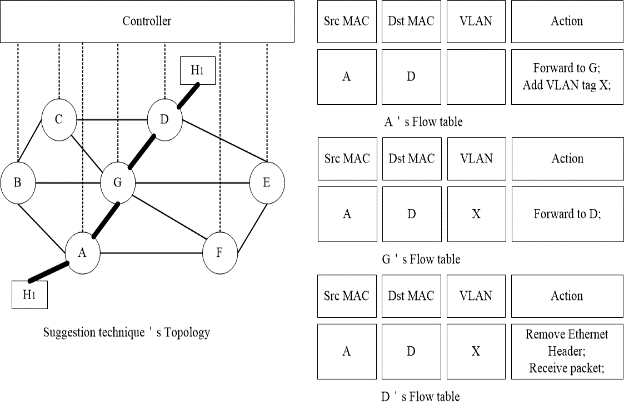 Controller
H1
C
D
B
G
E
A
F
H1
Suggestion technique's Topology
Src MAC Dst MAC VLAN Action
A D Forward to G;
Add VLAN tag X;
A's Flow table
Src MAC Dst MAC VLAN Action
A D X Forward to D;
G's Flow table
Src MAC Dst MAC VLAN Action
A D X Remove Ethernet
Header;
Receive packet;
D's Flow table